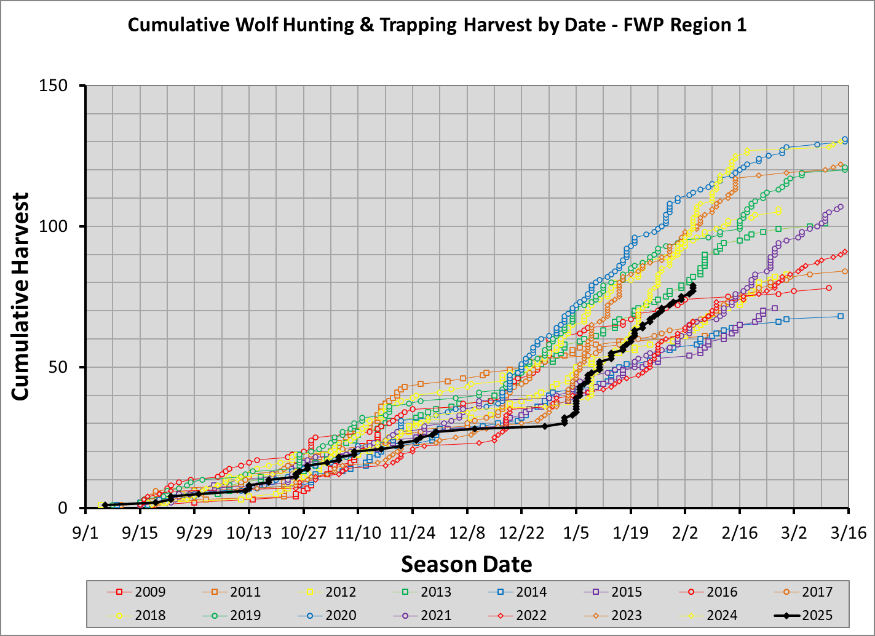 Cumulative Wolf Hunting & Trapping Harvest by Date - FWP Region 1
150
100
50
0
Cumulative Harvest
9/1 9/15 9/29 10/13 10/27 11/10 11/24 12/8 12/22 1/5 1/19 2/2 2/16 3/2 3/16
Season Date
2009 2011 2012 2013 2014 2015 2016 2017
2018 2019 2020 2021 2022 2023 2024 2025